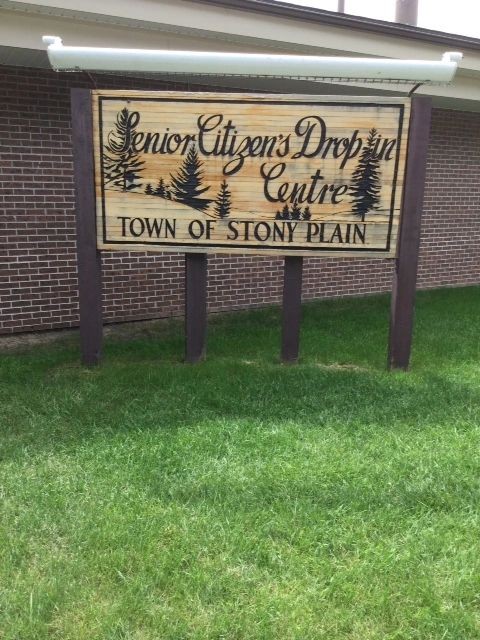 Senior Citizen's Drop in
Centre
TOWN OF STONY PLAIN